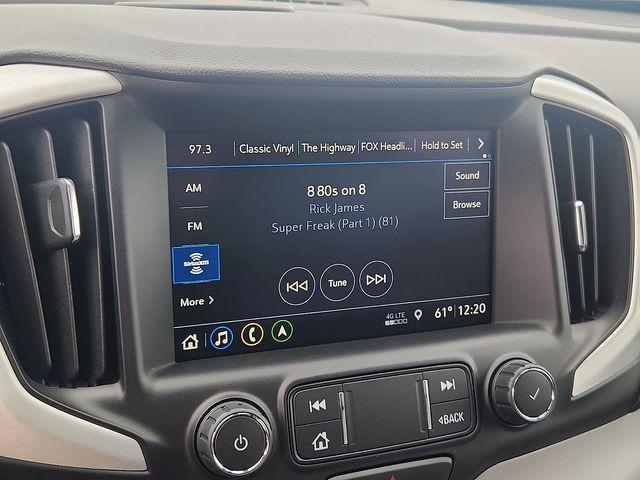 97.3 Classic Vinyl The Highway FOX Headli... Hold to Set
AM
8 80s on 8
Sound
Rick James
Browse
FM
Super Freak (Part 1) (81)
SiriusXM
Tune
More
4G LTE
61° 12:20
BACK